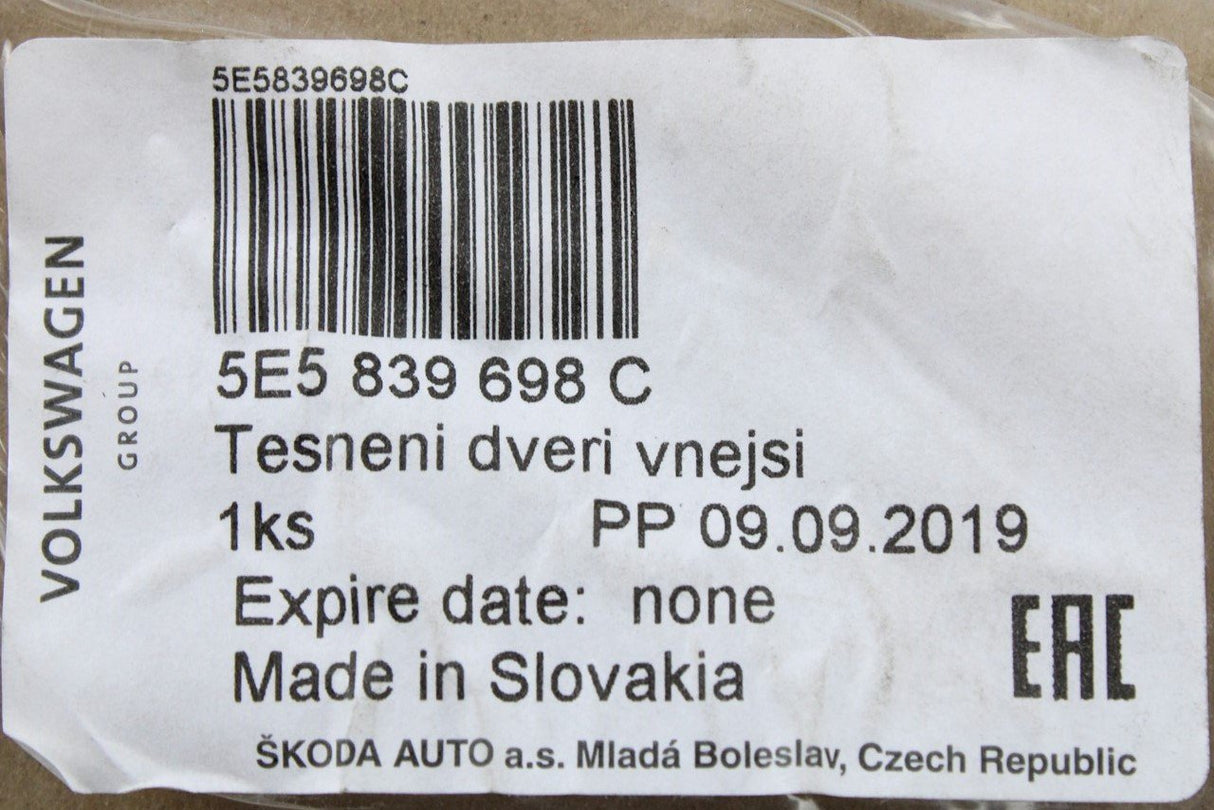 5E5839698C
5E5 839 698 C
Tesneni dveri vnejsi
1ks PP 09.09.2019
Expire date: none
Made in Slovakia
EAC
ŠKODA AUTO a.s. Mladá Boleslav, Czech Republic
VOLKSWAGEN
GROUP